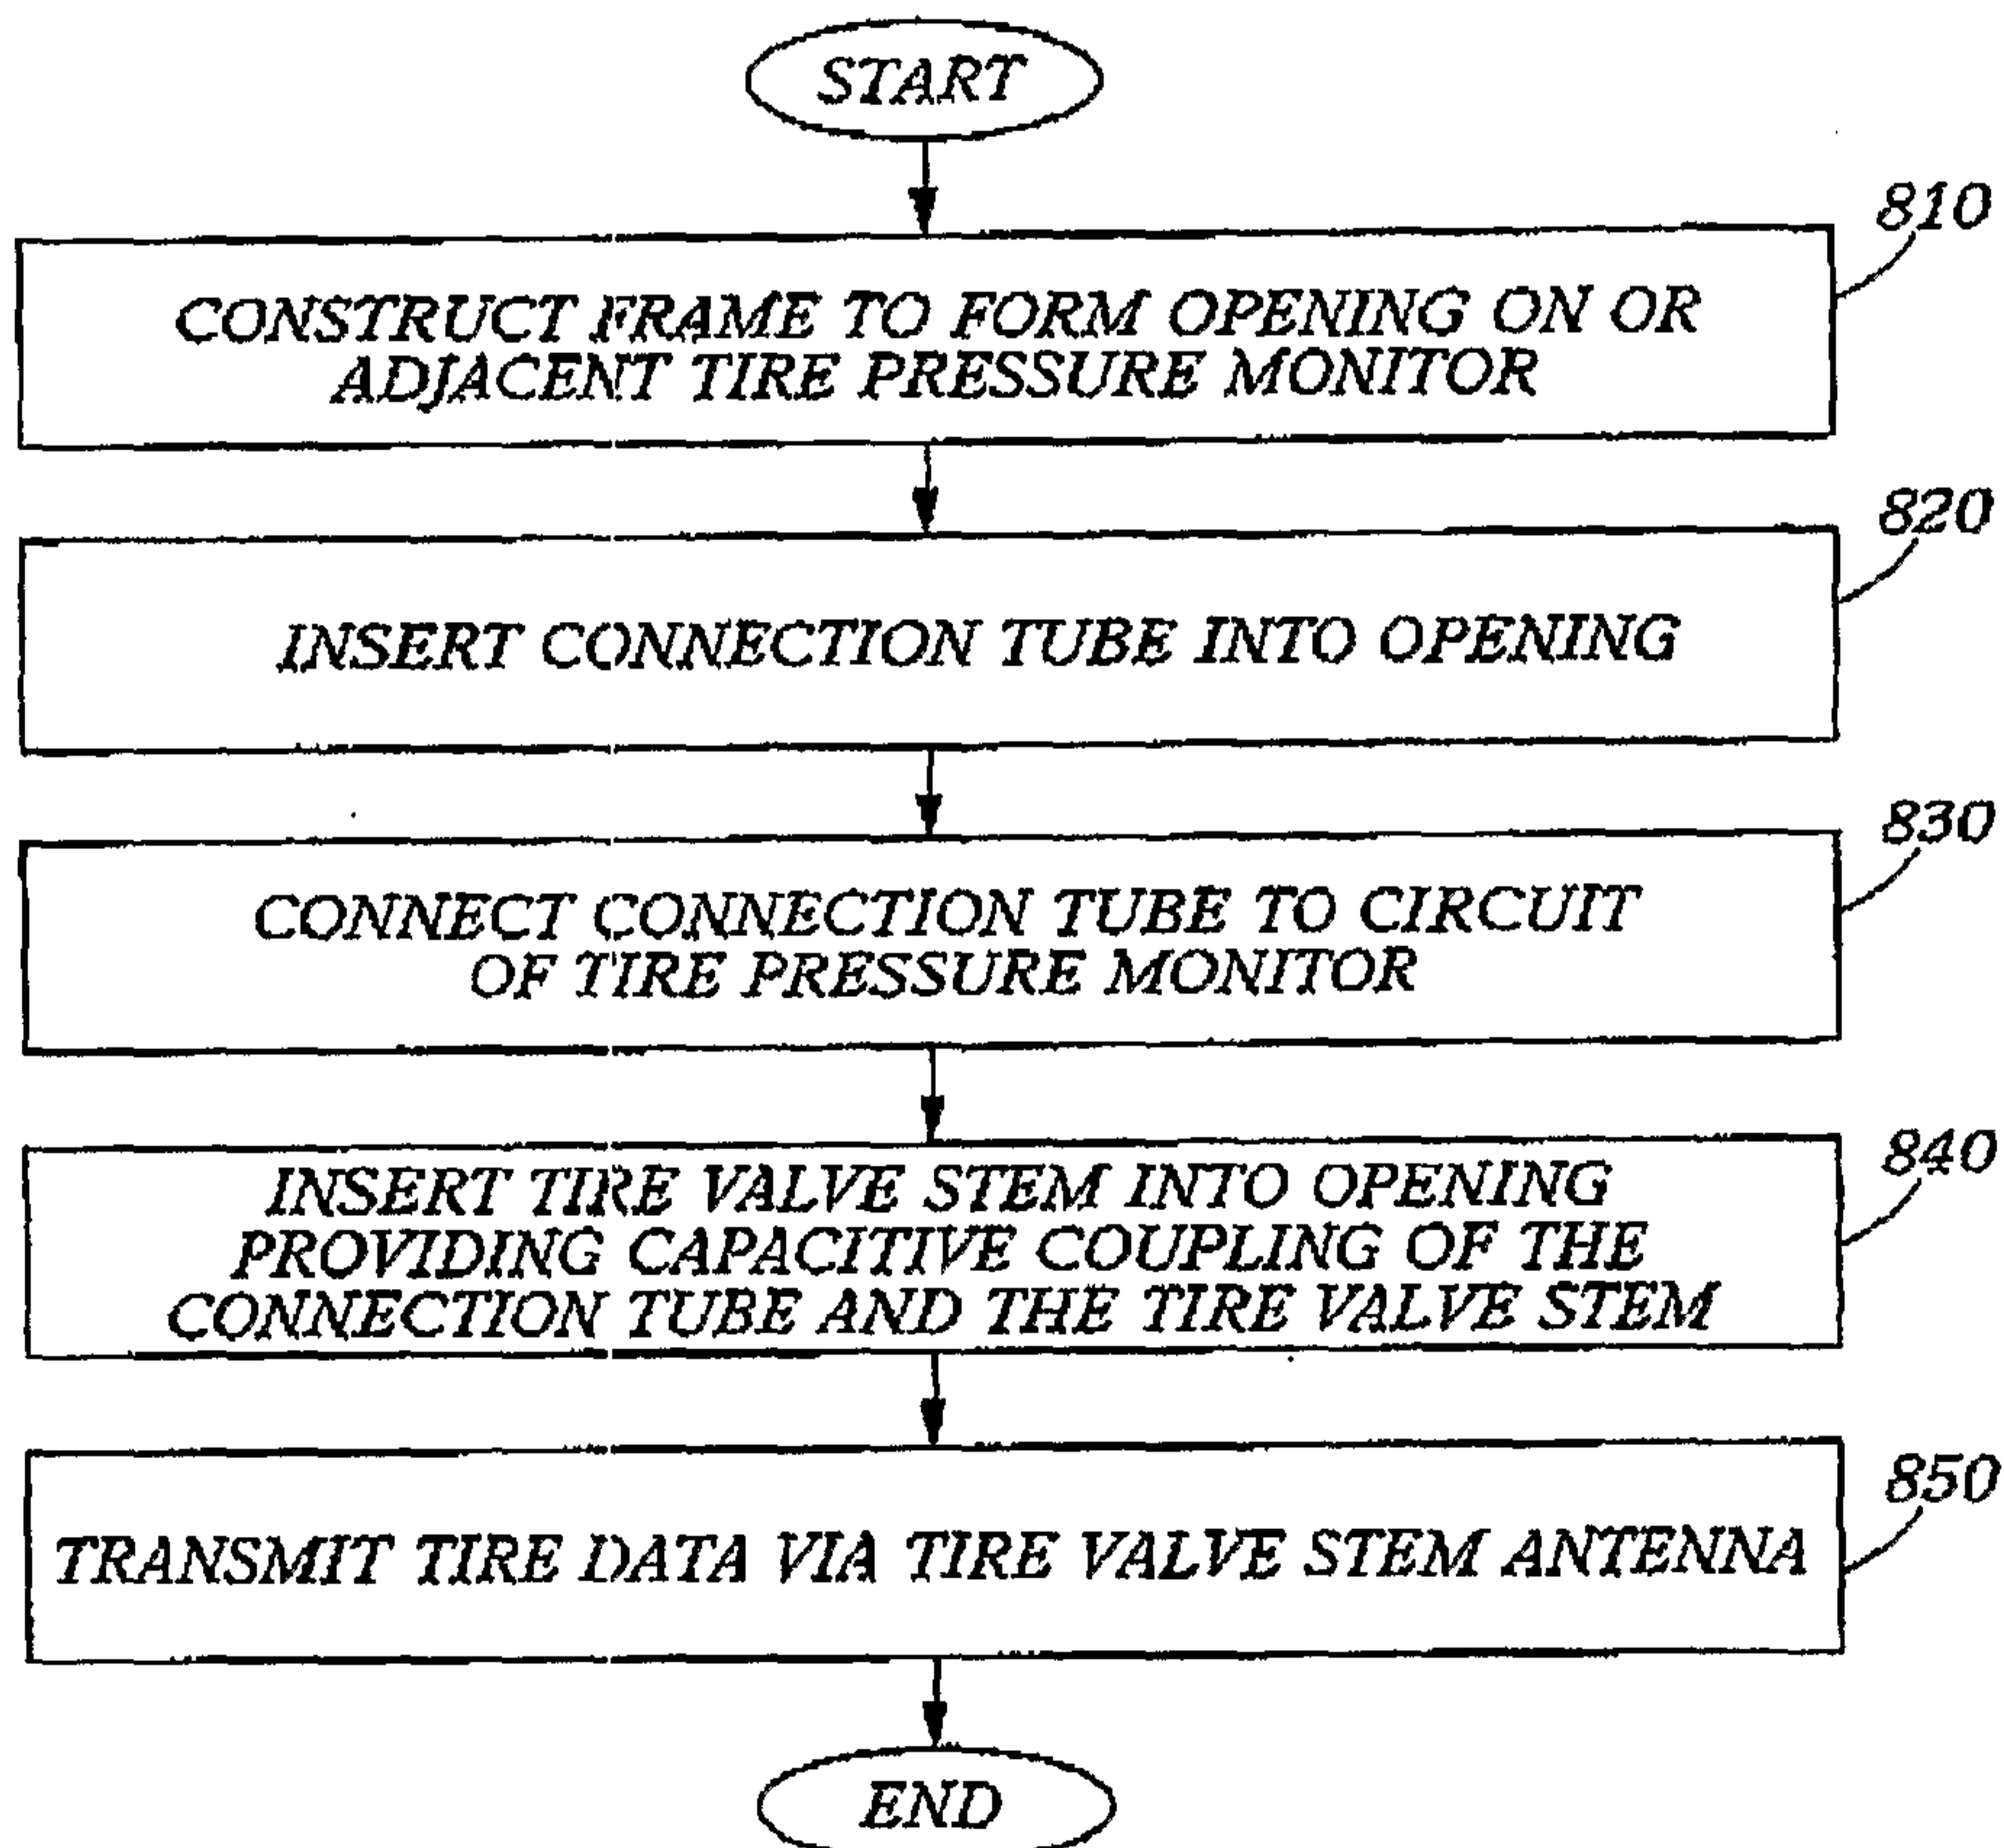 START
810
CONSTRUCT FRAME TO FORM OPENING ON OR
ADJACENT TIRE PRESSURE MONITOR
820
INSERT CONNECTION TUBE INTO OPENING
830
CONNECT CONNECTION TUBE TO CIRCUIT
OF TIRE PRESSURE MONITOR
840
INSERT TIRE VALVE STEM INTO OPENING
PROVIDING CAPACITIVE COUPLING OF THE
CONNECTION TUBE AND THE TIRE VALVE STEM
850
TRANSMIT TIRE DATA VIA TIRE VALVE STEM ANTENNA
END